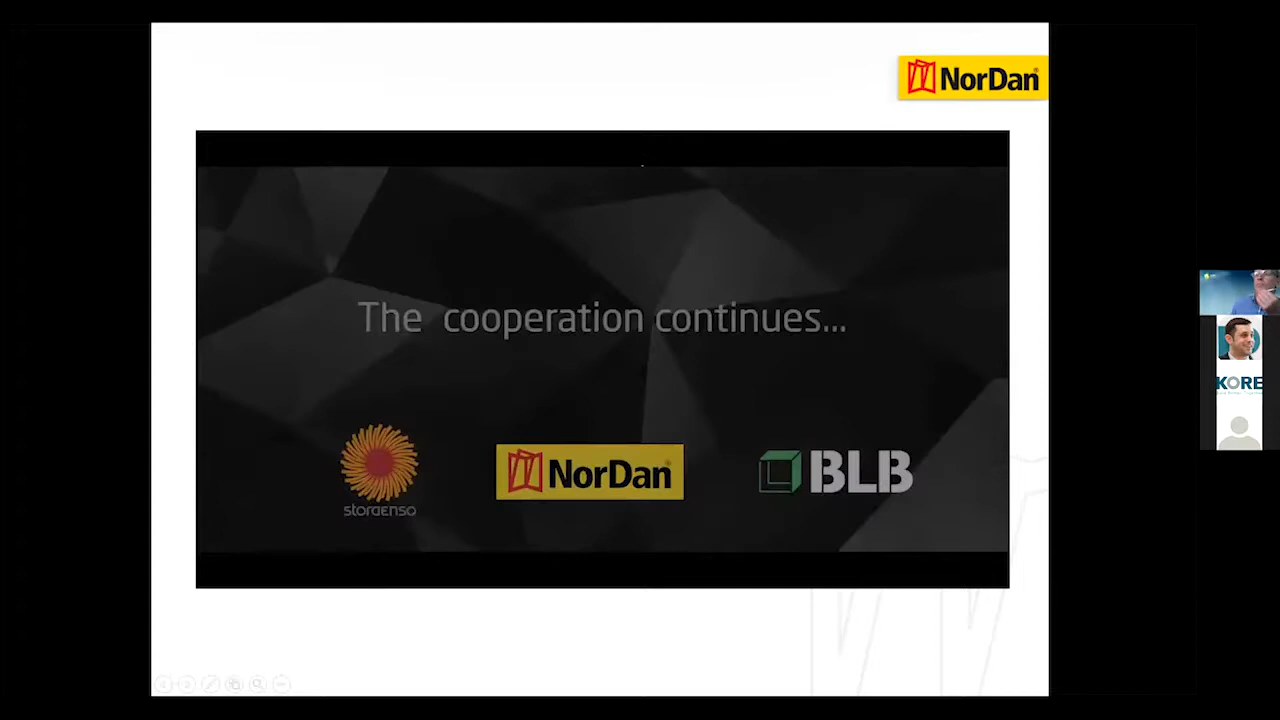 NorDan
The cooperation continues...
storaenso
NorDan
BLB
KORE